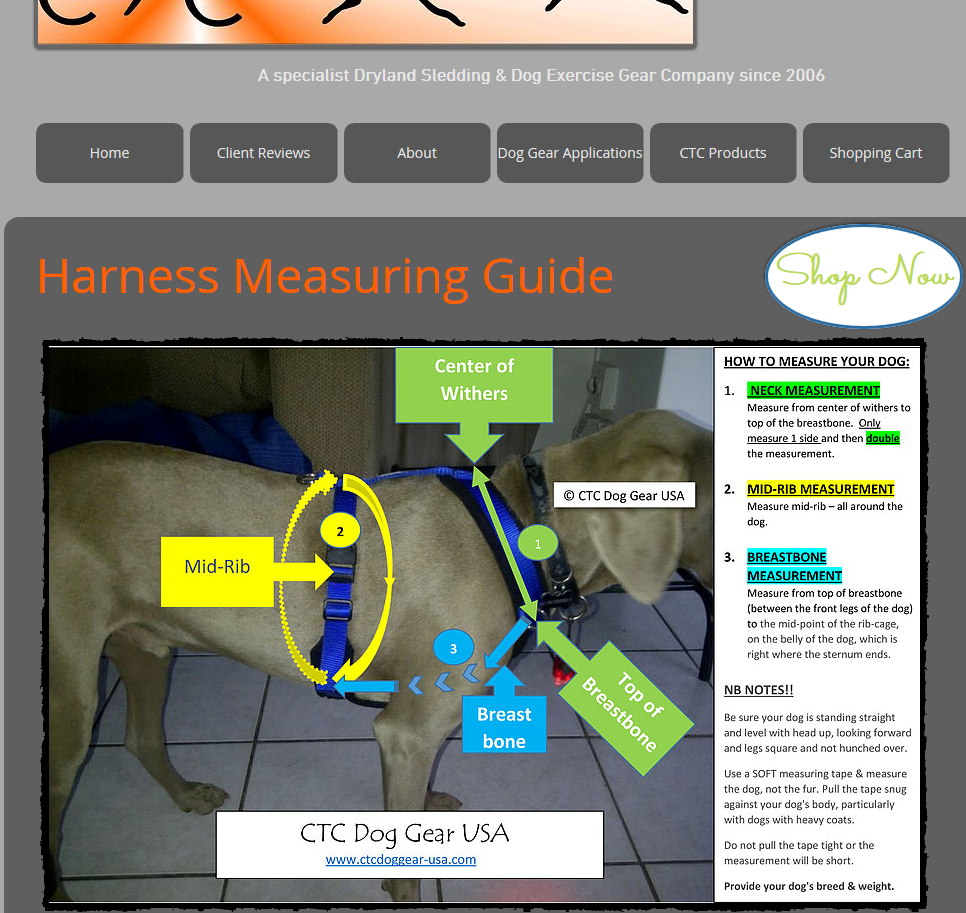 A specialist Dryland Sledding & Dog Exercise Gear Company since 2006
Home
Client Reviews
About
Dog Gear Applications
CTC Products
Shopping Cart
Harness Measuring Guide
Shop Now
Center of
Withers
© CTC Dog Gear USA
1
2
Mid-Rib
3
Breast
bone
Top of
Breastbone
CTC Dog Gear USA
www.ctcdoggear-usa.com
HOW TO MEASURE YOUR DOG:
1. NECK MEASUREMENT
Measure from center of withers to
top of the breastbone. Only
measure 1 side and then double
the measurement.
2. MID-RIB MEASUREMENT
Measure mid-rib – all around the
dog.
3. BREASTBONE
MEASUREMENT
Measure from top of breastbone
(between the front legs of the dog)
to the mid-point of the rib-cage,
on the belly of the dog, which is
right where the sternum ends.
NB NOTES!!
Be sure your dog is standing straight
and level with head up, looking forward
and legs square and not hunched over.
Use a SOFT measuring tape & measure
the dog, not the fur. Pull the tape snug
against your dog's body, particularly
with dogs with heavy coats.
Do not pull the tape tight or the
measurement will be short.
Provide your dog's breed & weight.